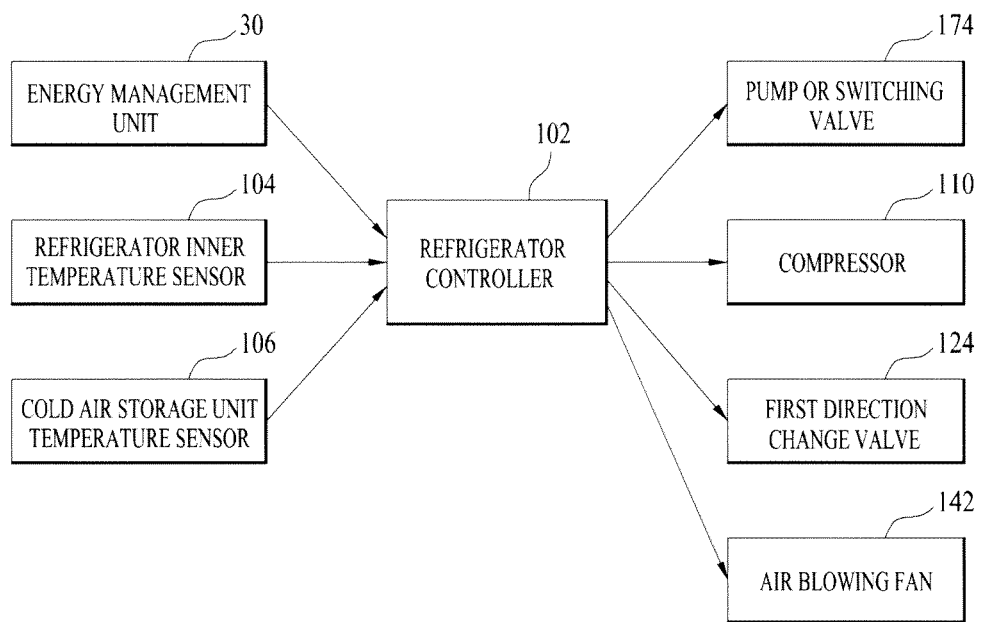 30
ENERGY MANAGEMENT
UNIT
104
REFRIGERATOR INNER
TEMPERATURE SENSOR
106
COLD AIR STORAGE UNIT
TEMPERATURE SENSOR
102
REFRIGERATOR
CONTROLLER
174
PUMP OR SWITCHING
VALVE
110
COMPRESSOR
124
FIRST DIRECTION
CHANGE VALVE
142
AIR BLOWING FAN